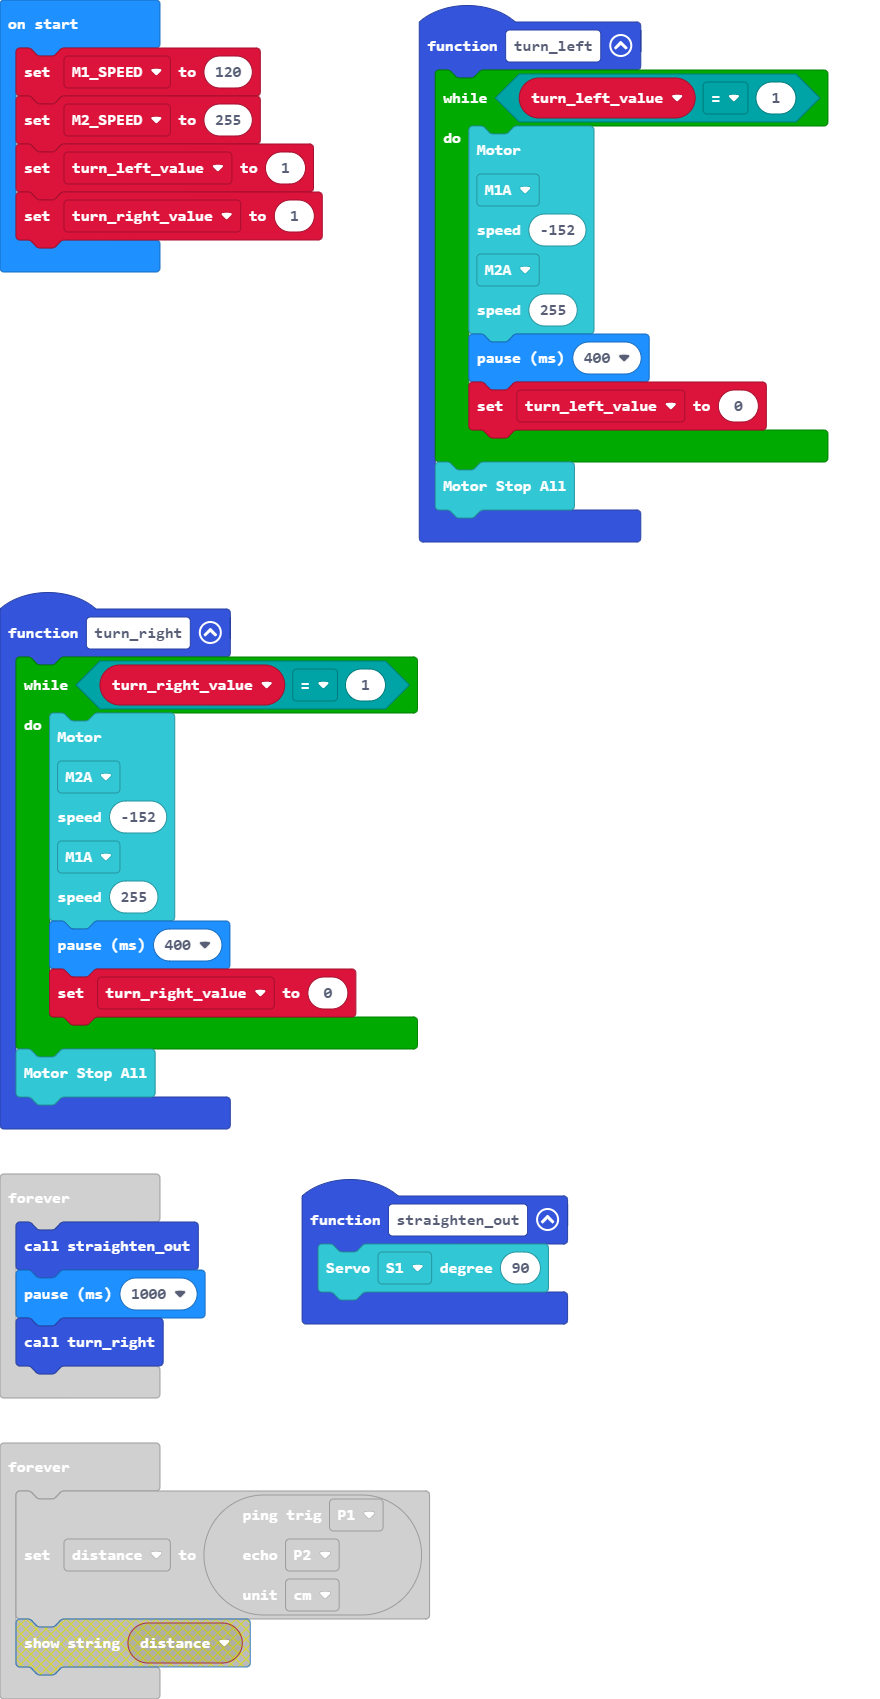 on start
set M1_SPEED to 120
set M2_SPEED to 255
set turn_left_value to 1
set turn_right_value to 1
function turn_left
while turn_left_value = 1
do
Motor
M1A
speed -152
M2A
speed 255
pause (ms) 400
set turn_left_value to 0
Motor Stop All
function turn_right
while turn_right_value = 1
do
Motor
M2A
speed -152
M1A
speed 255
pause (ms) 400
set turn_right_value to 0
Motor Stop All
forever
call straighten_out
pause (ms) 1000
call turn_right
function straighten_out
Servo S1 degree 90
forever
set distance to
ping trig P1
echo P2
unit cm
show string distance